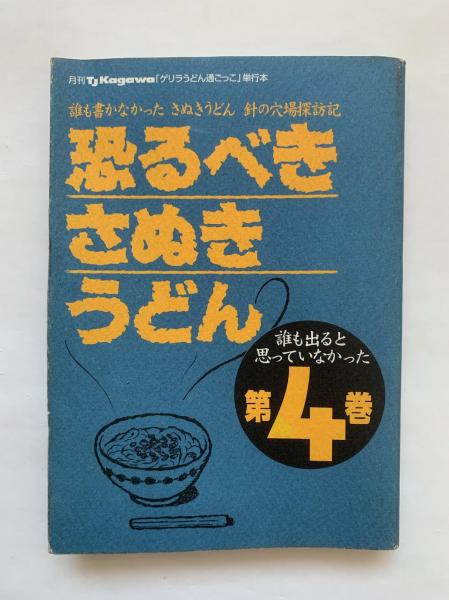 月刊TJ Kagawa「ゲリラうどん通ごっこ」単行本
誰も書かなかった さぬきうどん 針の穴場探訪記
恐るべき
さぬき
うどん
誰も出ると
思っていなかった
第4巻